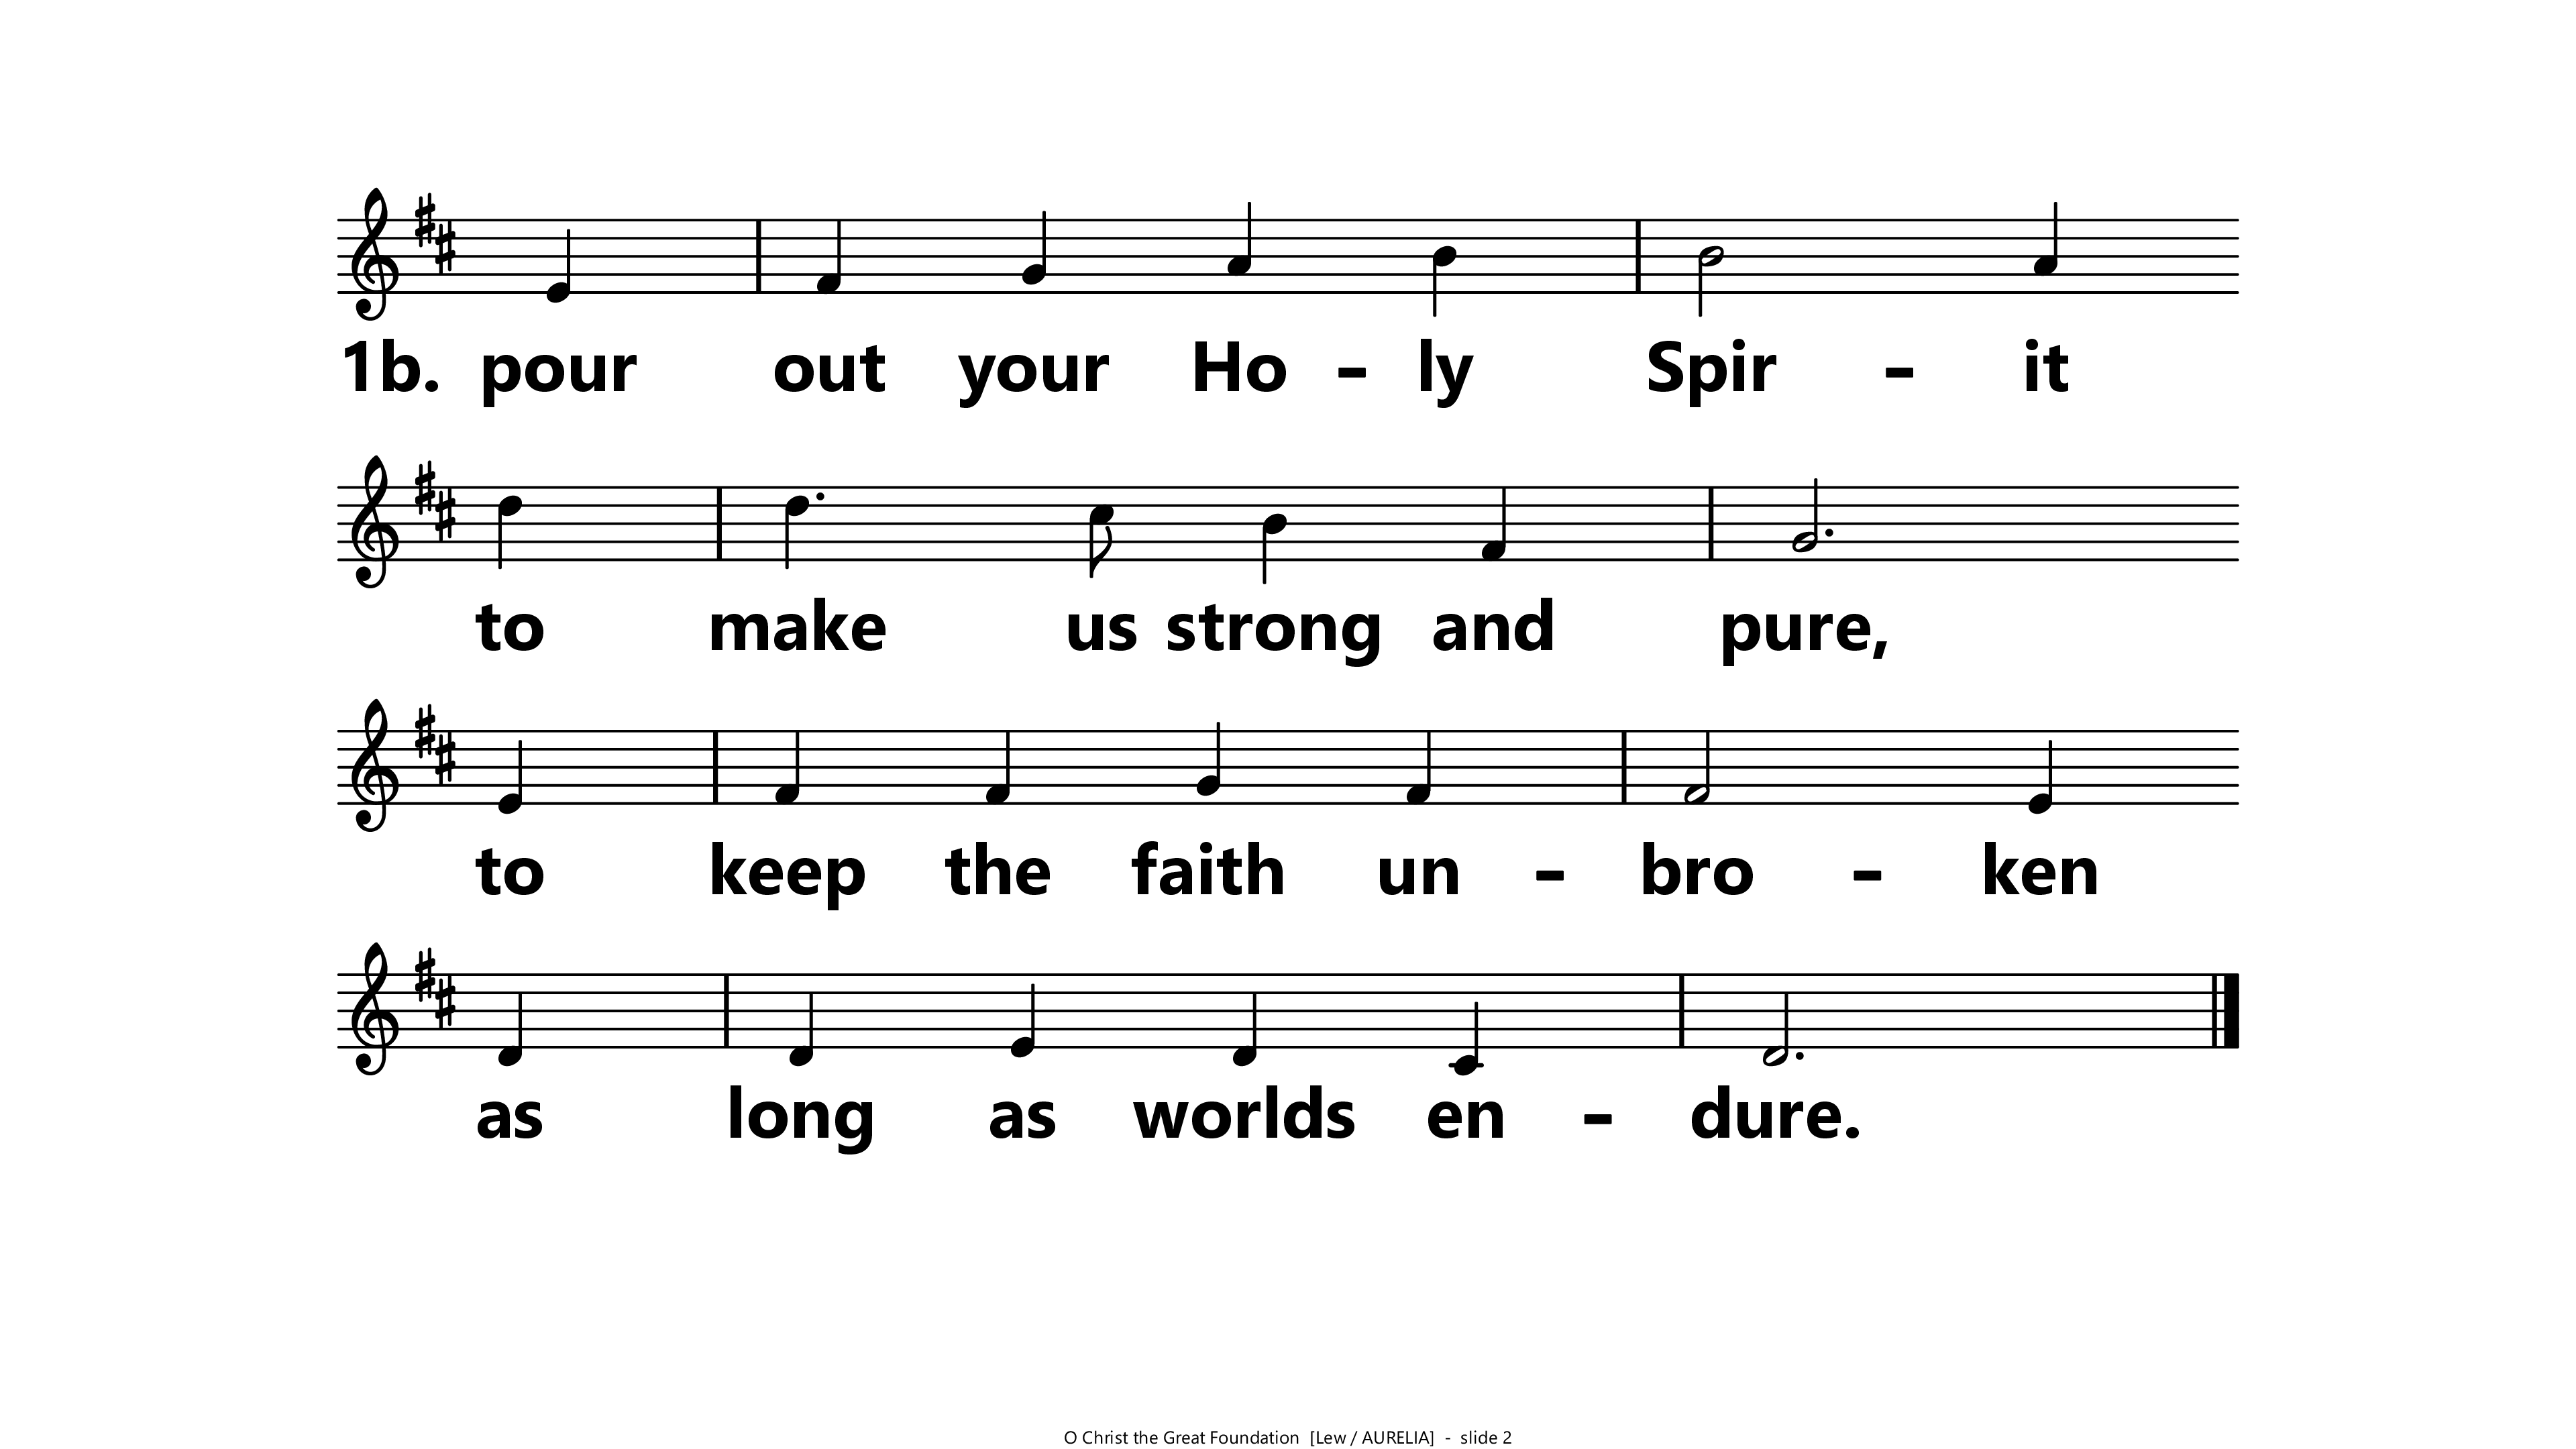 1b. pour out your Ho - ly Spir - it
to make us strong and pure,
to keep the faith un - bro - ken
as long as worlds en - dure.
O Christ the Great Foundation [Lew / AURELIA] - slide 2